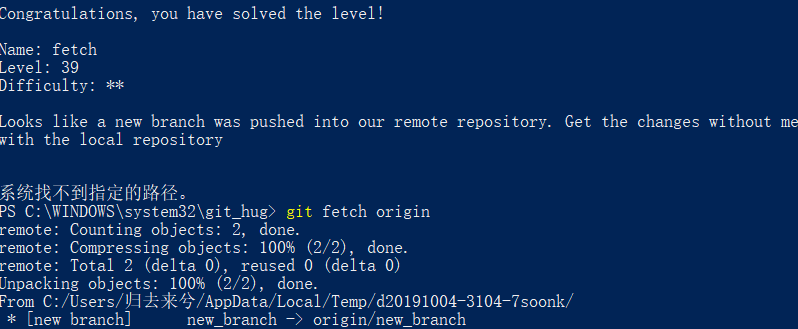 Congratulations, you have solved the level!
Name: fetch
Level: 39
Difficulty: **
Looks like a new branch was pushed into our remote repository. Get the changes without me
with the local repository
系统找不到指定的路径。
PS C:\WINDOWS\system32\git_hug> git fetch origin
remote: Counting objects: 2, done.
remote: Compressing objects: 100% (2/2), done.
remote: Total 2 (delta 0), reused 0 (delta 0)
Unpacking objects: 100% (2/2), done.
From C:/Users/归去来兮/AppData/Local/Temp/d20191004-3104-7soonk/
 * [new branch]      new_branch -> origin/new_branch